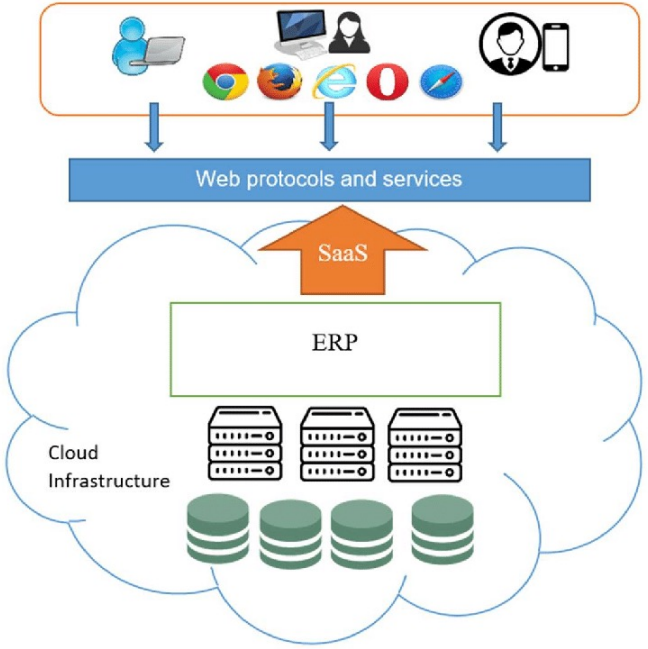 Web protocols and services
SaaS
ERP
Cloud
Infrastructure